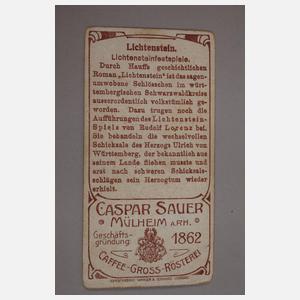 Lichtenstein.
Lichtensteinfestspiele.
Durch Hauffs geschichtlichen
Roman „Lichtenstein“ ist das sagen-
umwobene Schlösschen im würt-
tembergischen Schwarzwaldkreise
ausserordentlich volkstümlich ge-
worden. Dazu trugen noch die
Aufführungen des Lichtenstein-
Spiels von Rudolf Lorenz bei.
Sie behandeln die wechselvollen
Schicksale des Herzogs Ulrich von
Württemberg, der bekanntlich aus
seinem Lande fliehen musste und
erst nach schweren Schicksals-
schlägen sein Herzogtum wieder
erhielt.
CASPAR SAUER
MÜLHEIM A.RH.
Geschäfts-
gründung: 1862
CAFFEE-GROSS-RÖSTEREI